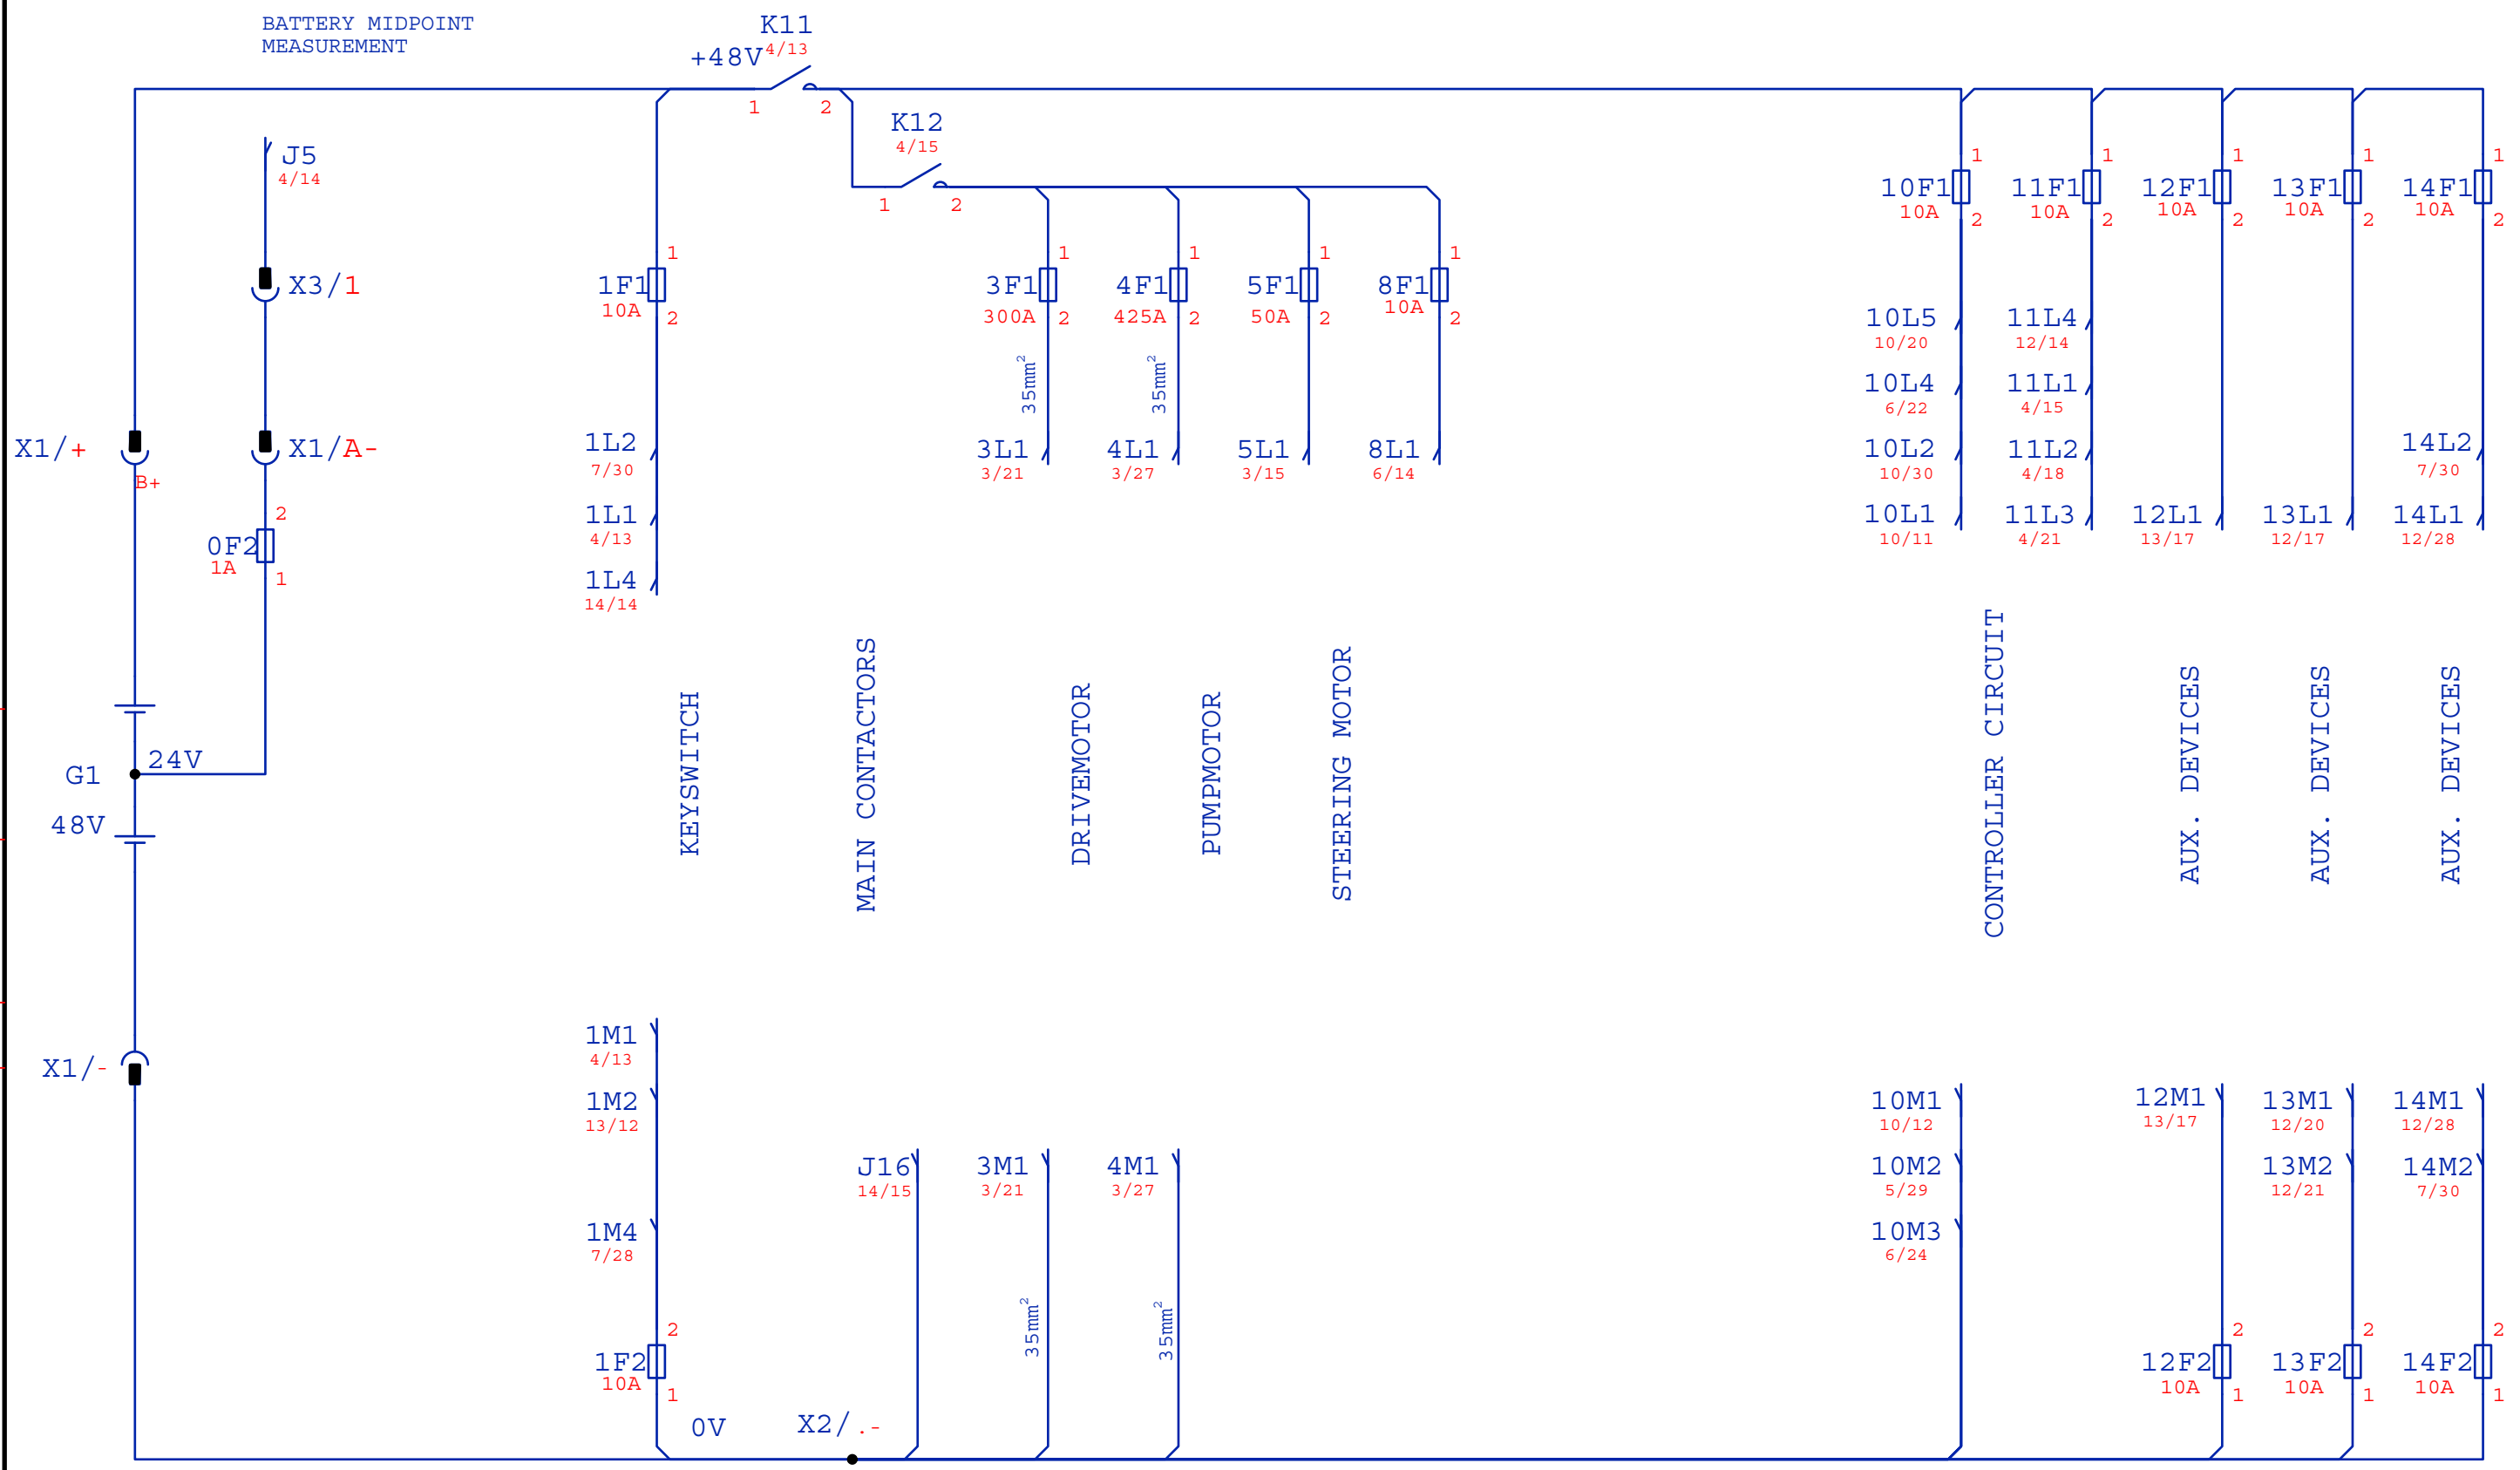 BATTERY MIDPOINT
MEASUREMENT
K11
4/13
+48V
1 2
K12
4/15
1 2
J5
4/14
X3/1
X1/+
B+
X1/A-
2
0F2
1A
1
24V
G1
48V
X1/-
1
1F1
10A
2
1L2
7/30
1L1
4/13
1L4
14/14
1
3F1
300A
2
35mm²
3L1
3/21
1
4F1
425A
2
35mm²
4L1
3/27
1
5F1
50A
2
5L1
3/15
1
8F1
10A
2
8L1
6/14
1
10F1
10A
2
10L5
10/20
10L4
6/22
10L2
10/30
10L1
10/11
1
11F1
10A
2
11L4
12/14
11L1
4/15
11L2
4/18
11L3
4/21
1
12F1
10A
2
12L1
13/17
1
13F1
10A
2
13L1
12/17
1
14F1
10A
2
14L2
7/30
14L1
12/28
KEYSWITCH
MAIN CONTACTORS
DRIVEMOTOR
PUMPMOTOR
STEERING MOTOR
CONTROLLER CIRCUIT
AUX. DEVICES
AUX. DEVICES
AUX. DEVICES
1M1
4/13
1M2
13/12
1M4
7/28
2
1F2
10A
1
0V
X2/.-
J16
14/15
3M1
3/21
35mm²
4M1
3/27
35mm²
10M1
10/12
10M2
5/29
10M3
6/24
12M1
13/17
2
12F2
10A
1
13M1
12/20
13M2
12/21
2
13F2
10A
1
14M1
12/28
14M2
7/30
2
14F2
10A
1